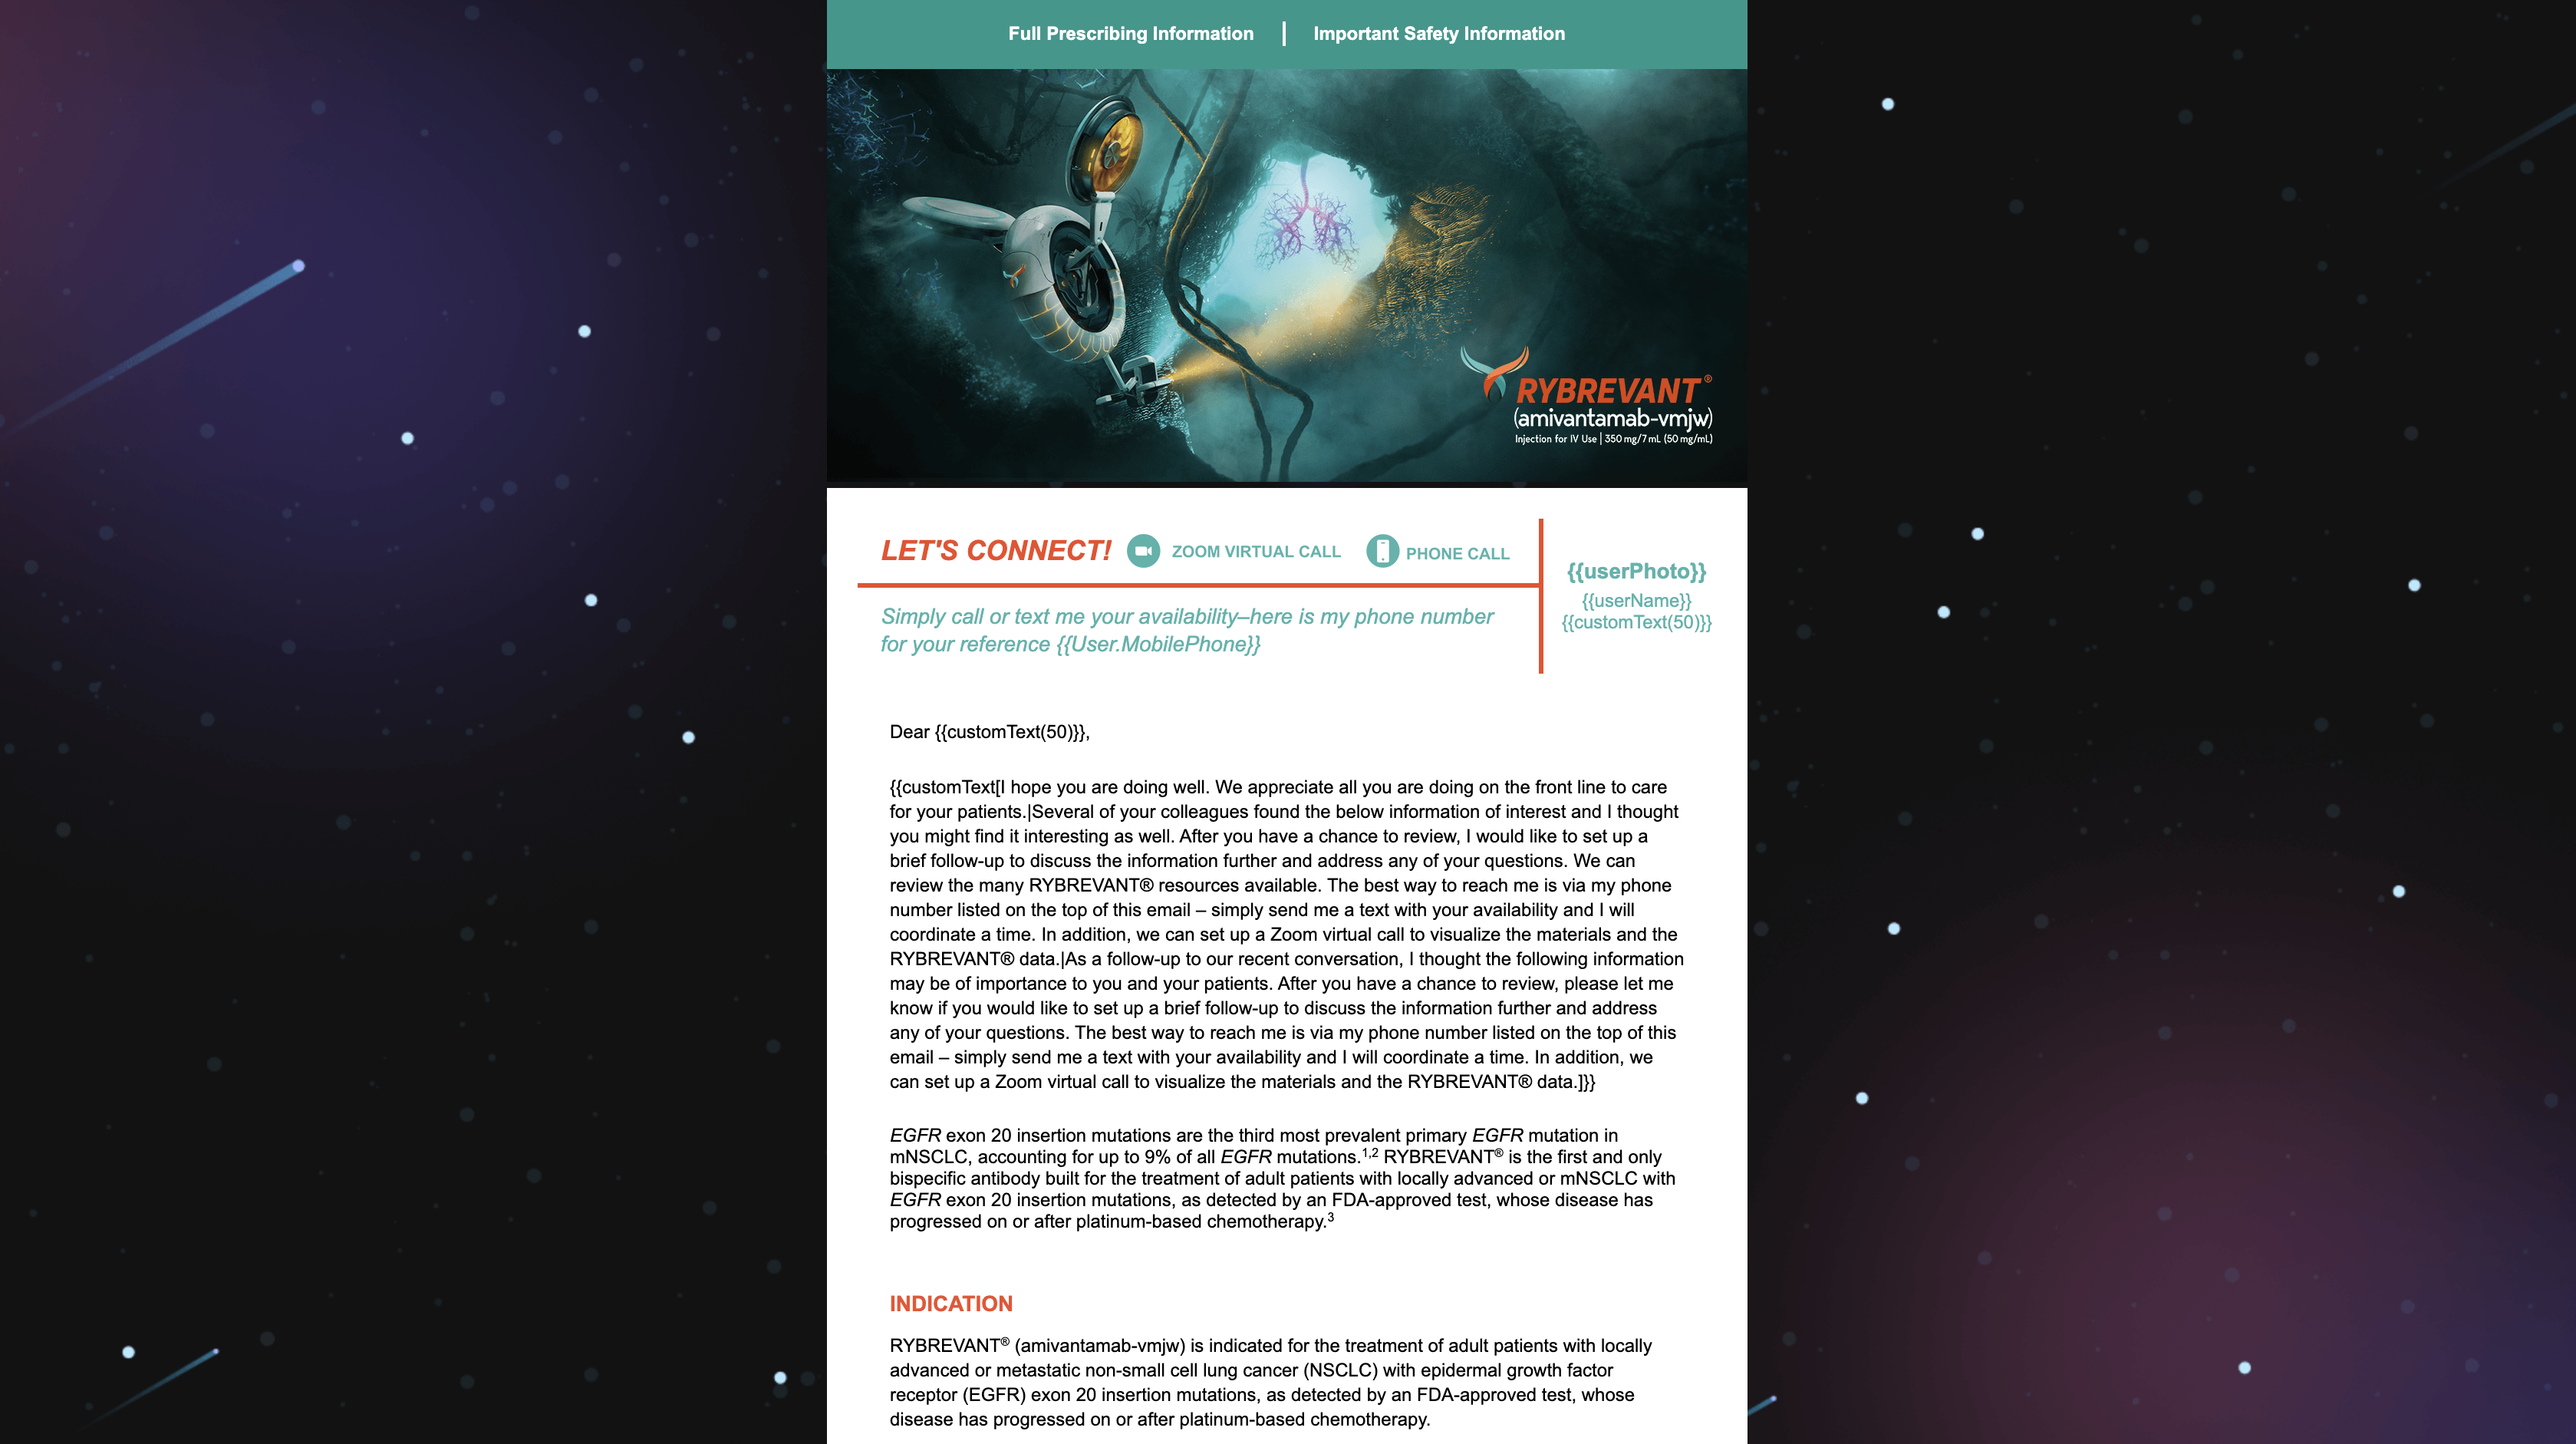 Full Prescribing Information | Important Safety Information
RYBREVANT®
(amivantamab-vmjw)
Injection for IV Use | 350 mg/7 mL (50 mg/mL)
LET'S CONNECT! ZOOM VIRTUAL CALL PHONE CALL
Simply call or text me your availability–here is my phone number
for your reference {{User.MobilePhone}}
{{userPhoto}}
{{userName}}
{{customText(50)}}
Dear {{customText(50)}},
{{customText[I hope you are doing well. We appreciate all you are doing on the front line to care
for your patients.|Several of your colleagues found the below information of interest and I thought
you might find it interesting as well. After you have a chance to review, I would like to set up a
brief follow-up to discuss the information further and address any of your questions. We can
review the many RYBREVANT® resources available. The best way to reach me is via my phone
number listed on the top of this email – simply send me a text with your availability and I will
coordinate a time. In addition, we can set up a Zoom virtual call to visualize the materials and the
RYBREVANT® data.|As a follow-up to our recent conversation, I thought the following information
may be of importance to you and your patients. After you have a chance to review, please let me
know if you would like to set up a brief follow-up to discuss the information further and address
any of your questions. The best way to reach me is via my phone number listed on the top of this
email – simply send me a text with your availability and I will coordinate a time. In addition, we
can set up a Zoom virtual call to visualize the materials and the RYBREVANT® data.]}}
EGFR exon 20 insertion mutations are the third most prevalent primary EGFR mutation in
mNSCLC, accounting for up to 9% of all EGFR mutations.1,2 RYBREVANT® is the first and only
bispecific antibody built for the treatment of adult patients with locally advanced or mNSCLC with
EGFR exon 20 insertion mutations, as detected by an FDA-approved test, whose disease has
progressed on or after platinum-based chemotherapy.3
INDICATION
RYBREVANT® (amivantamab-vmjw) is indicated for the treatment of adult patients with locally
advanced or metastatic non-small cell lung cancer (NSCLC) with epidermal growth factor
receptor (EGFR) exon 20 insertion mutations, as detected by an FDA-approved test, whose
disease has progressed on or after platinum-based chemotherapy.